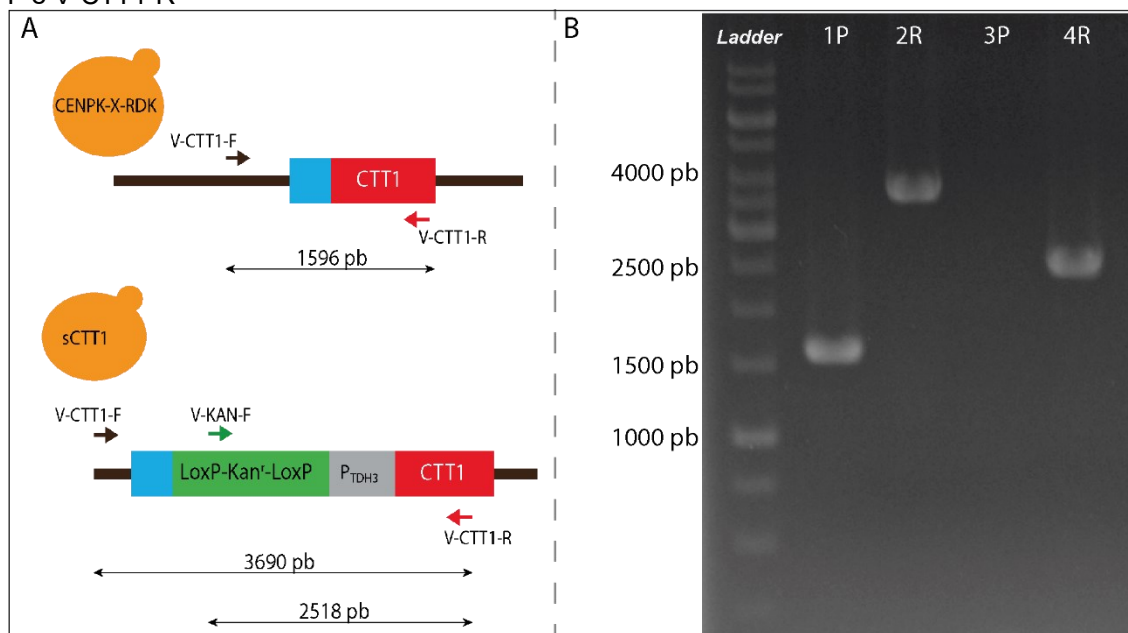 A
CENPK-X-RDK
V-CTT1-F
CTT1
V-CTT1-R
1596 pb
sCTT1
V-CTT1-F
V-KAN-F
LoxP-Kanʳ-LoxP
PTDH3
CTT1
V-CTT1-R
3690 pb
2518 pb
B
Ladder 1P 2R 3P 4R
4000 pb
2500 pb
1500 pb
1000 pb